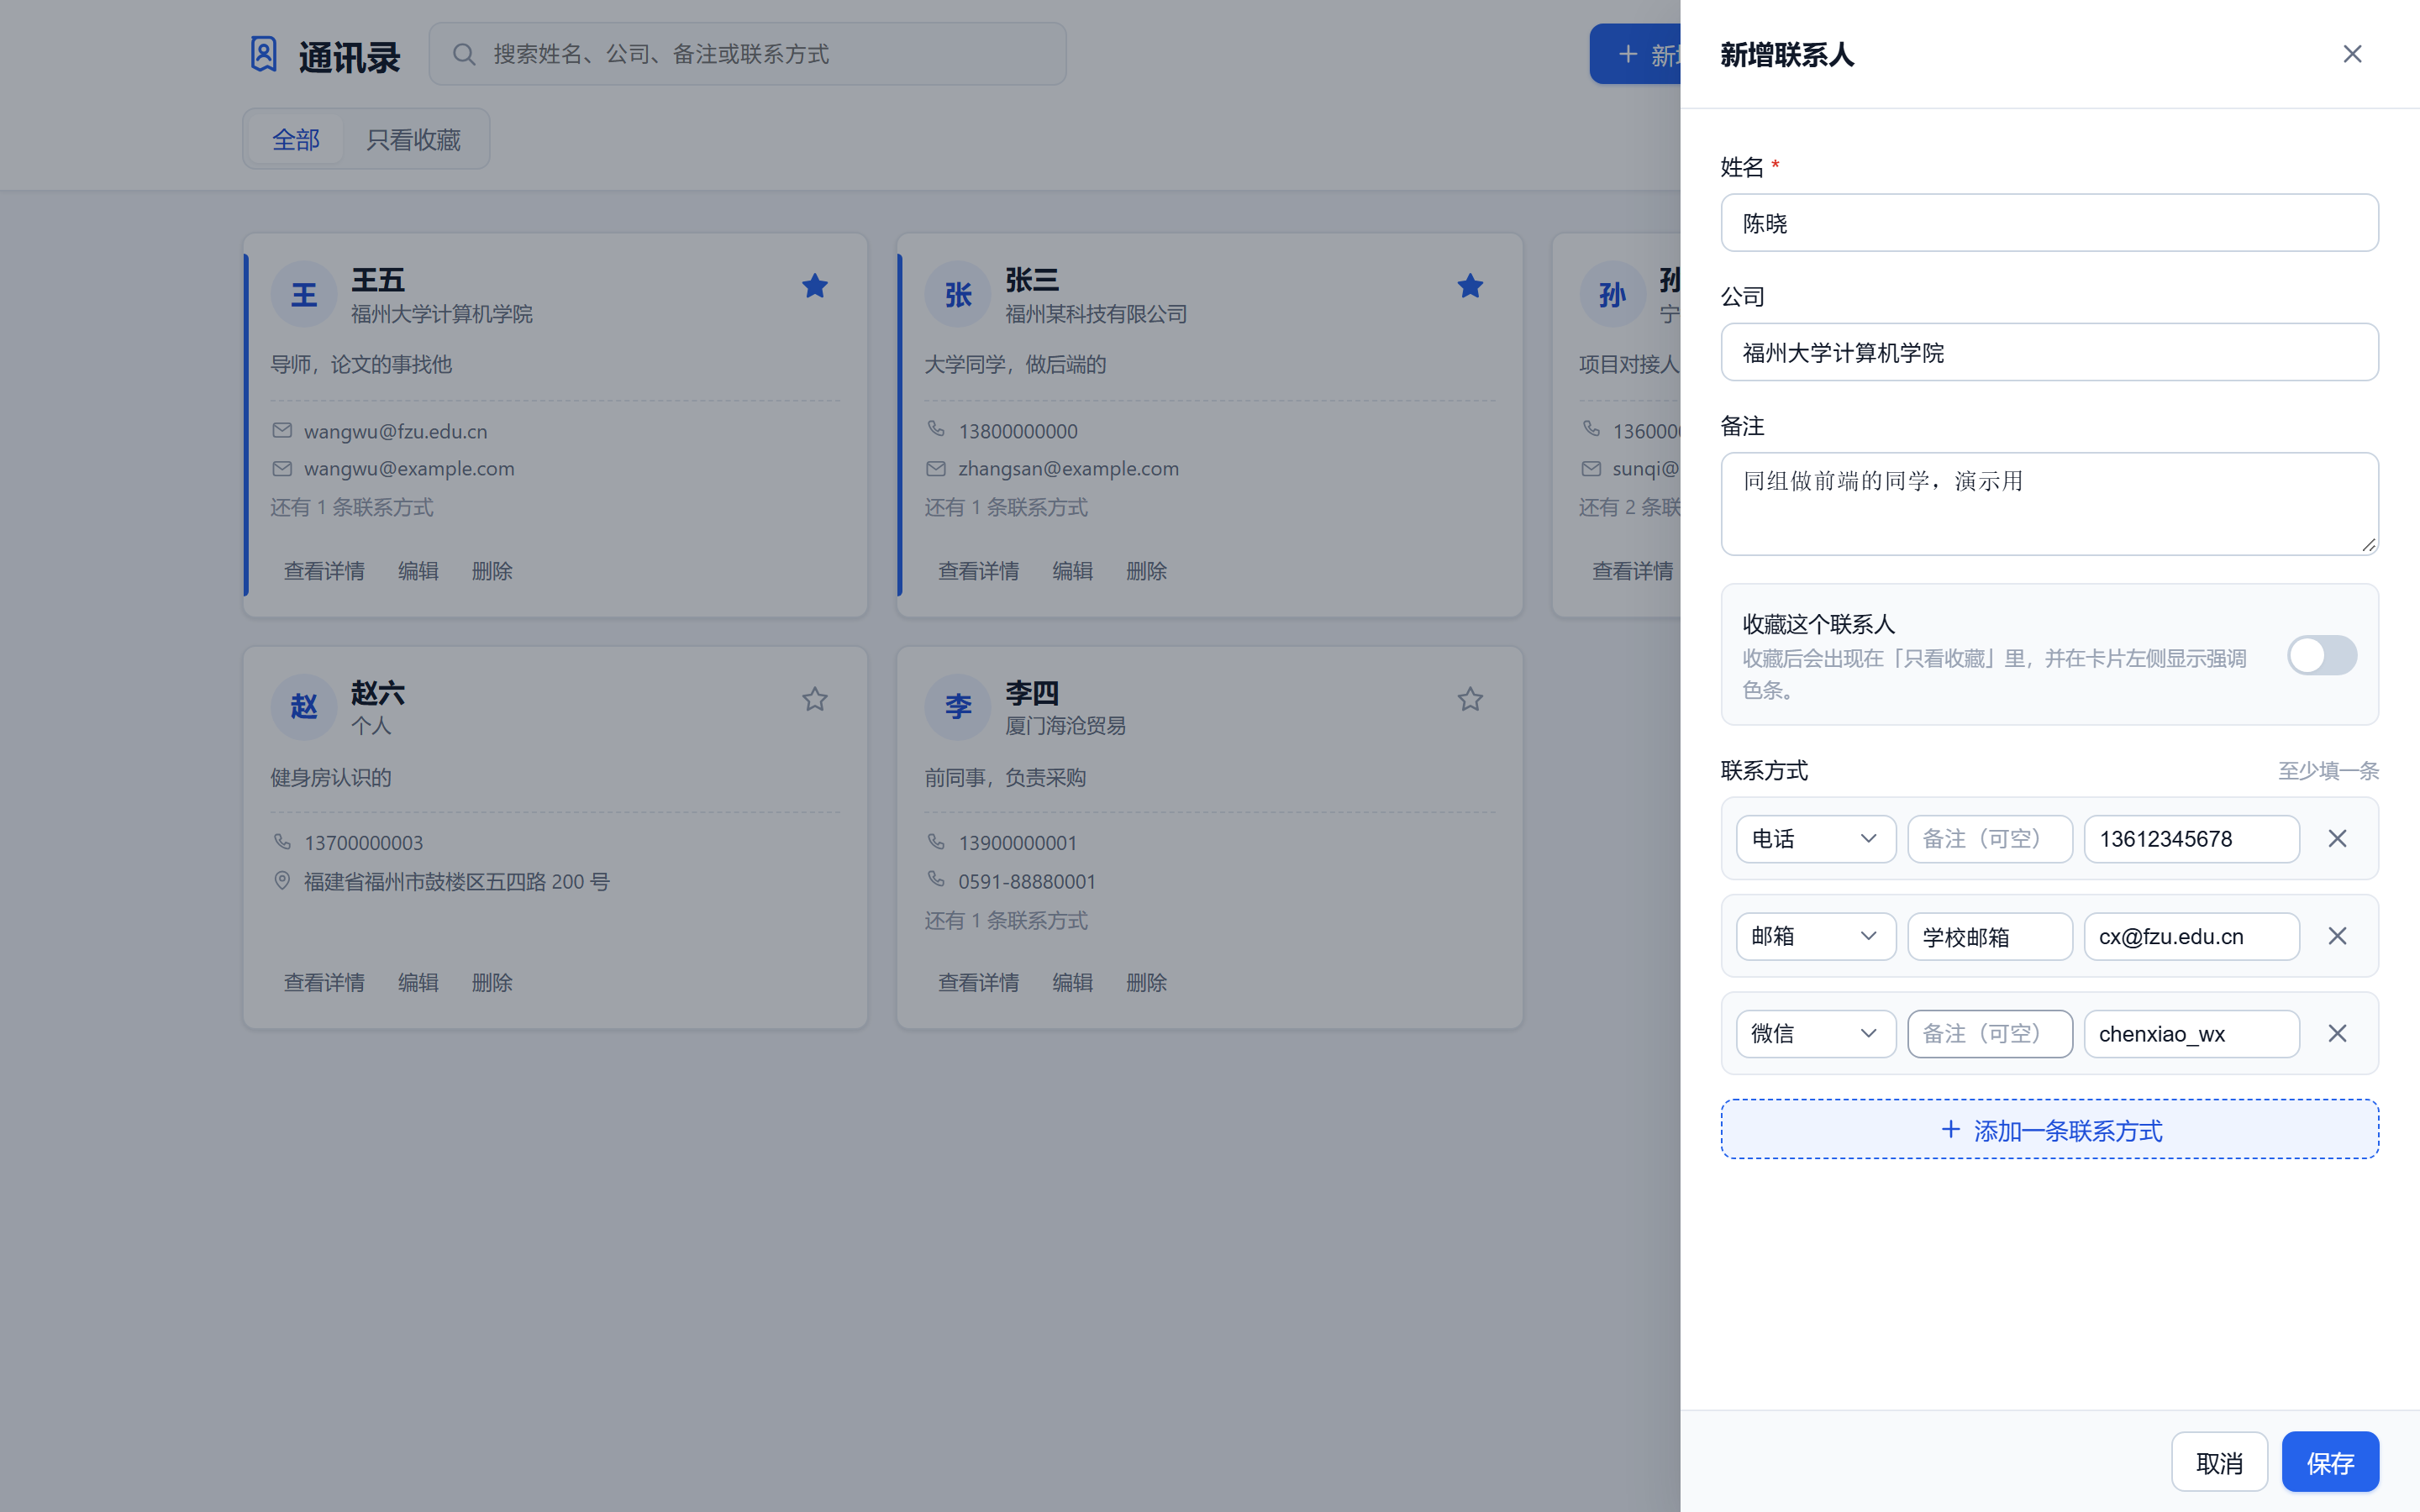 通讯录
搜索姓名、公司、备注或联系方式
全部
只看收藏
王
王五
福州大学计算机学院
导师，论文的事找他
wangwu@fzu.edu.cn
wangwu@example.com
还有 1 条联系方式
查看详情 编辑 删除
张
张三
福州某科技有限公司
大学同学，做后端的
13800000000
zhangsan@example.com
还有 1 条联系方式
查看详情 编辑 删除
孙
项目对接人
sunqi@
查看详情
赵
赵六
个人
健身房认识的
13700000003
福建省福州市鼓楼区五四路 200 号
查看详情 编辑 删除
李
李四
厦门海沧贸易
前同事，负责采购
13900000001
0591-88880001
还有 1 条联系方式
查看详情 编辑 删除
新增联系人
姓名 *
陈晓
公司
福州大学计算机学院
备注
同组做前端的同学，演示用
收藏这个联系人
收藏后会出现在「只看收藏」里，并在卡片左侧显示强调
色条。
联系方式 至少填一条
电话 备注（可空） 13612345678
邮箱 学校邮箱 cx@fzu.edu.cn
微信 备注（可空） chenxiao_wx
添加一条联系方式
取消 保存